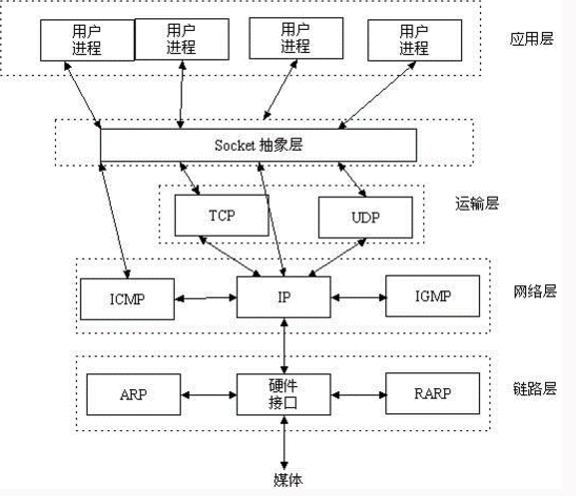 用户
进程
用户
进程
用户
进程
用户
进程
应用层
Socket 抽象层
TCP
UDP
运输层
ICMP
IP
IGMP
网络层
ARP
硬件
接口
RARP
链路层
媒体